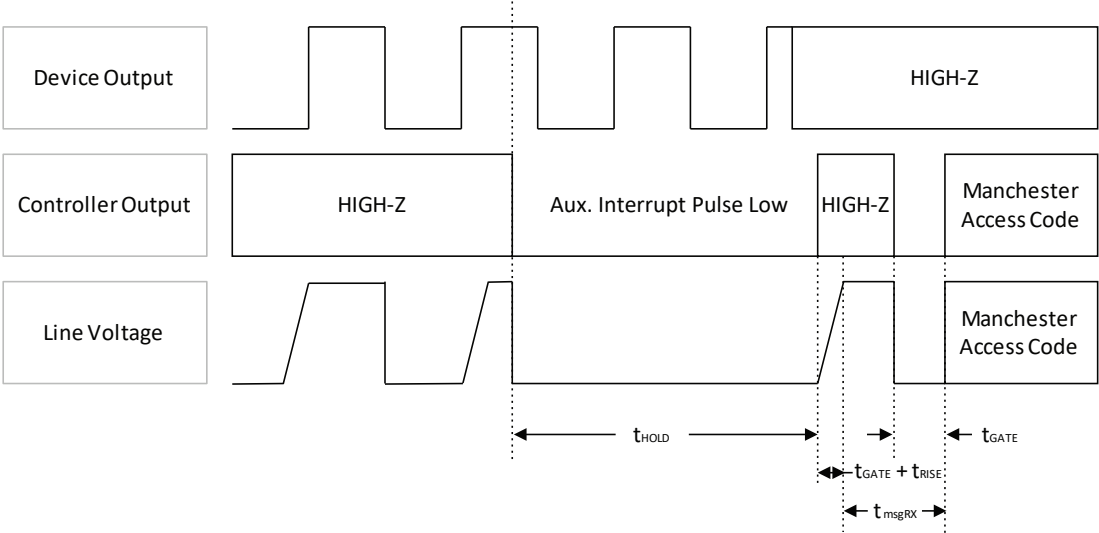 Device Output
HIGH-Z
Controller Output
HIGH-Z
Aux. Interrupt Pulse Low
HIGH-Z
Manchester
Access Code
Line Voltage
Manchester
Access Code
tHOLD
tGATE
tGATE + tRISE
tmsgRX